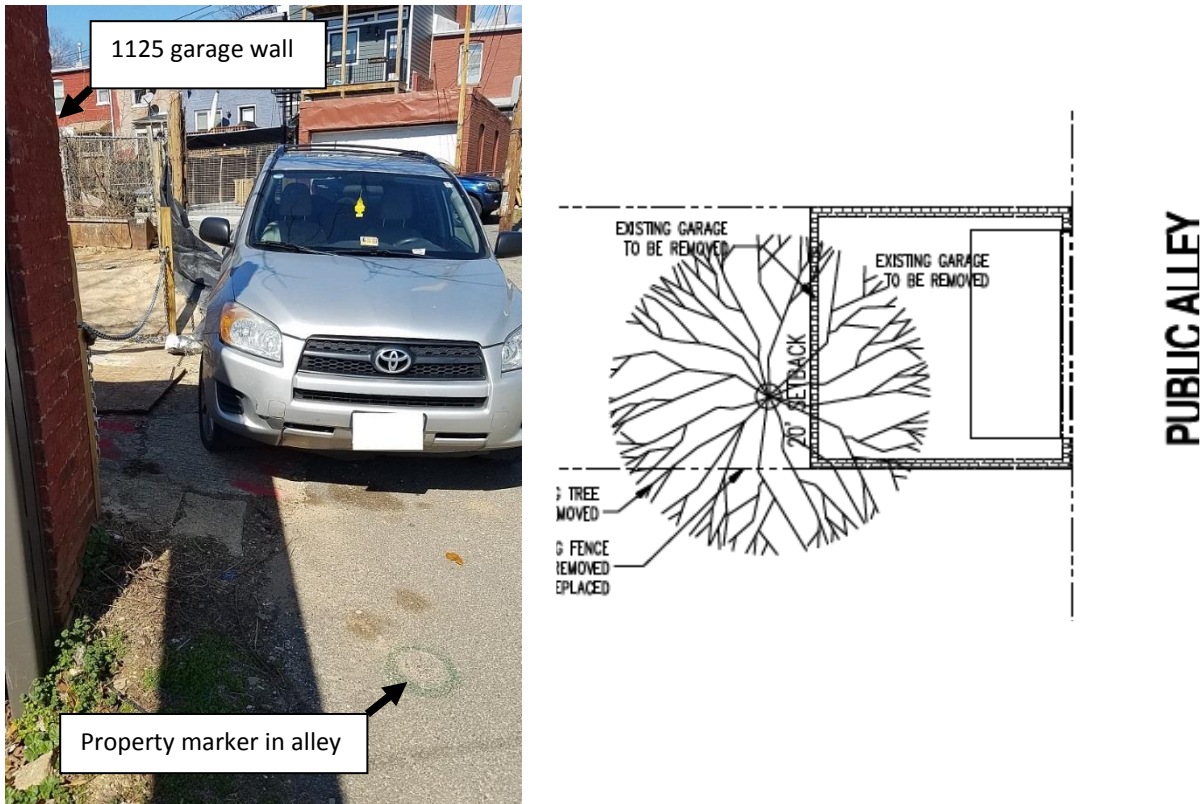 1125 garage wall
Property marker in alley
EXISTING GARAGE
TO BE REMOVED
EXISTING GARAGE
TO BE REMOVED
20' SETBACK
G TREE
MOVED
G FENCE
REMOVED
EPLACED
PUBLIC ALLEY